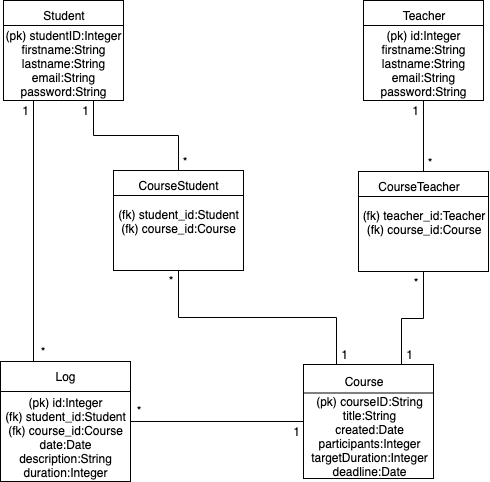 Student
(pk) studentID:Integer
firstname:String
lastname:String
email:String
password:String
Teacher
(pk) id:Integer
firstname:String
lastname:String
email:String
password:String
1
1
1
*
*
CourseStudent
(fk) student_id:Student
(fk) course_id:Course
CourseTeacher
(fk) teacher_id:Teacher
(fk) course_id:Course
*
*
*
1
1
Log
(pk) id:Integer
(fk) student_id:Student
(fk) course_id:Course
date:Date
description:String
duration:Integer
*
1
Course
(pk) courseID:String
title:String
created:Date
participants:Integer
targetDuration:Integer
deadline:Date